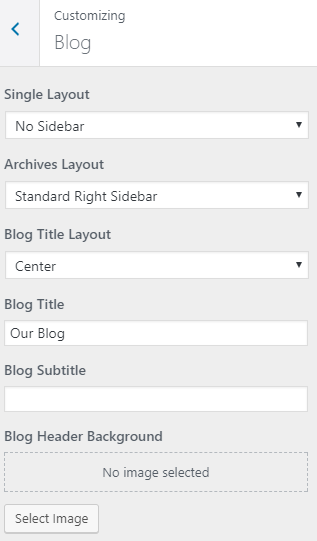 Customizing
Blog
Single Layout
No Sidebar
Archives Layout
Standard Right Sidebar
Blog Title Layout
Center
Blog Title
Our Blog
Blog Subtitle
Blog Header Background
No image selected
Select Image